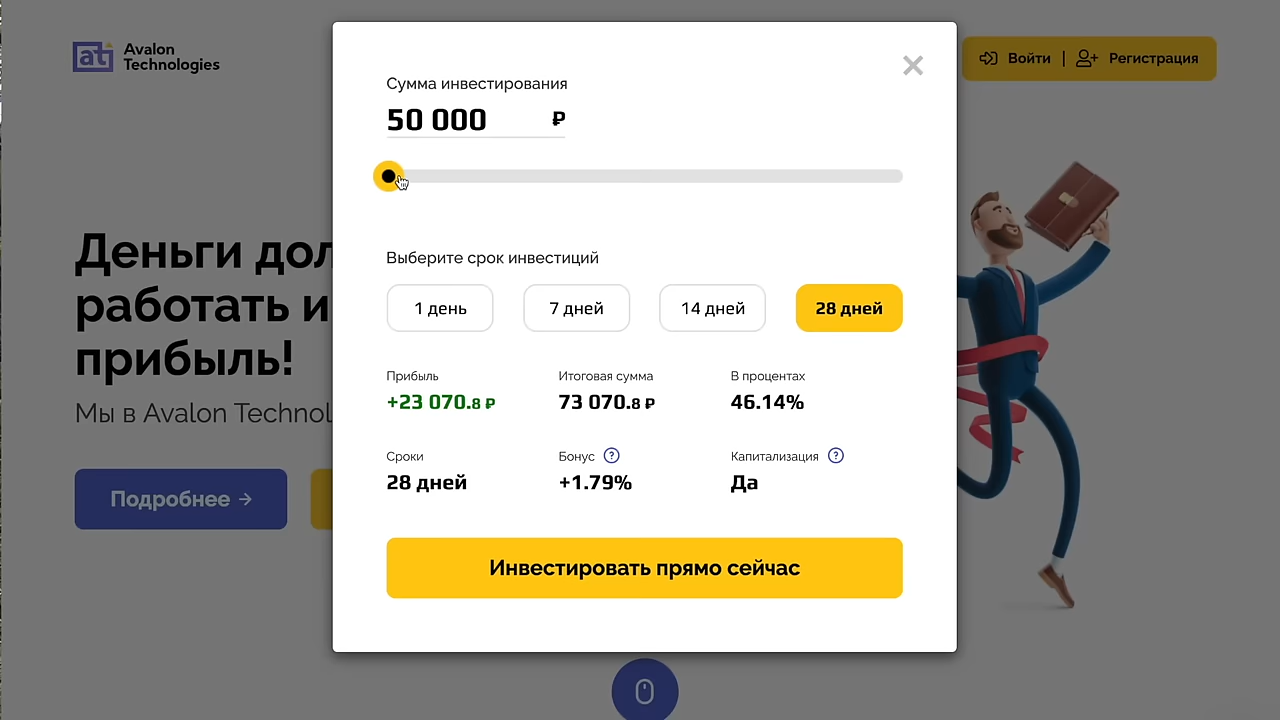 Avalon
Technologies
Войти | Регистрация
Сумма инвестирования
50 000 ₽
Деньги дол
работать и
прибыль!
Мы в Avalon Technol
Подробнее →
Выберите срок инвестиций
1 день
7 дней
14 дней
28 дней
Прибыль
Итоговая сумма
В процентах
+23 070.8 ₽
73 070.8 ₽
46.14%
Сроки
Бонус ?
Капитализация ?
28 дней
+1.79%
Да
Инвестировать прямо сейчас